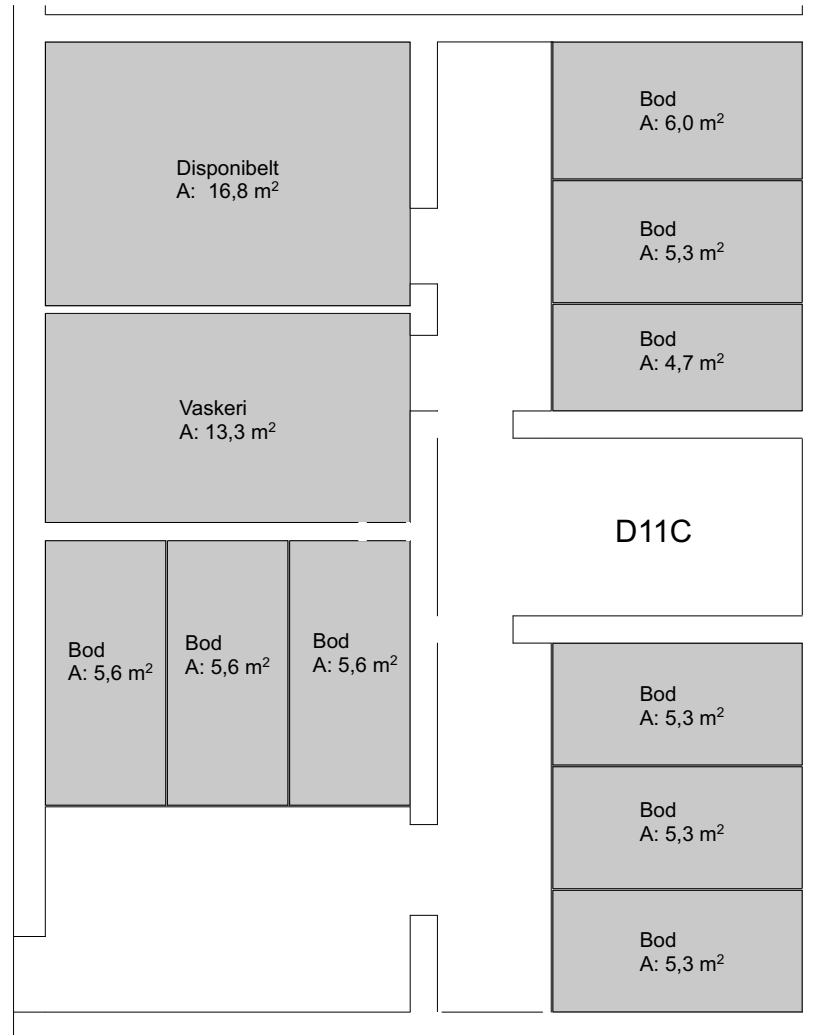 Disponibelt
A: 16,8 m²
Vaskeri
A: 13,3 m²
Bod
A: 5,6 m²
Bod
A: 5,6 m²
Bod
A: 5,6 m²
Bod
A: 6,0 m²
Bod
A: 5,3 m²
Bod
A: 4,7 m²
D11C
Bod
A: 5,3 m²
Bod
A: 5,3 m²
Bod
A: 5,3 m²